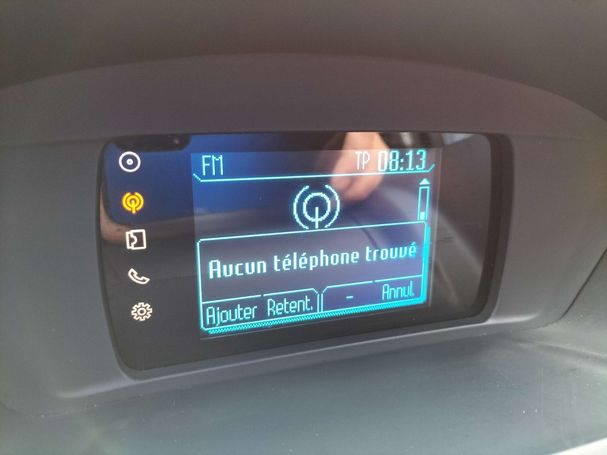 FM TP 08:13
Aucun téléphone trouvé
Ajouter Retent. - Annul.